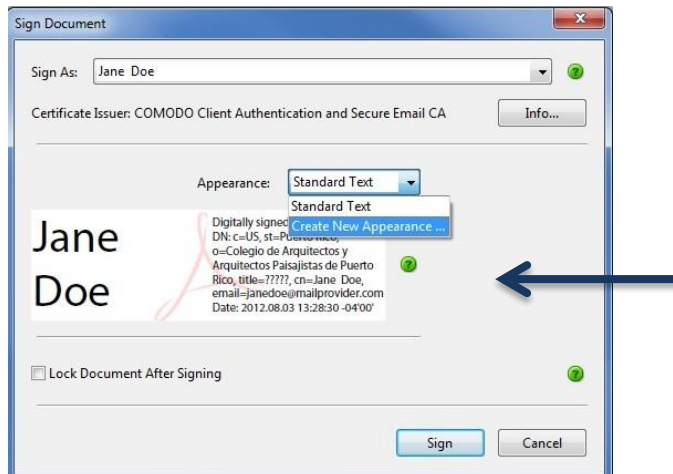 Sign Document
Sign As: Jane Doe
Certificate Issuer: COMODO Client Authentication and Secure Email CA Info...
Appearance: Standard Text
Standard Text
Create New Appearance ...
Jane
Doe
Digitally signed
DN: c=US, st=Puerto Rico,
o=Colegio de Arquitectos y
Arquitectos Paisajistas de Puerto
Rico, title=?????, cn=Jane Doe,
email=janedoe@mailprovider.com
Date: 2012.08.03 13:28:30 -04'00'
Lock Document After Signing
Sign Cancel